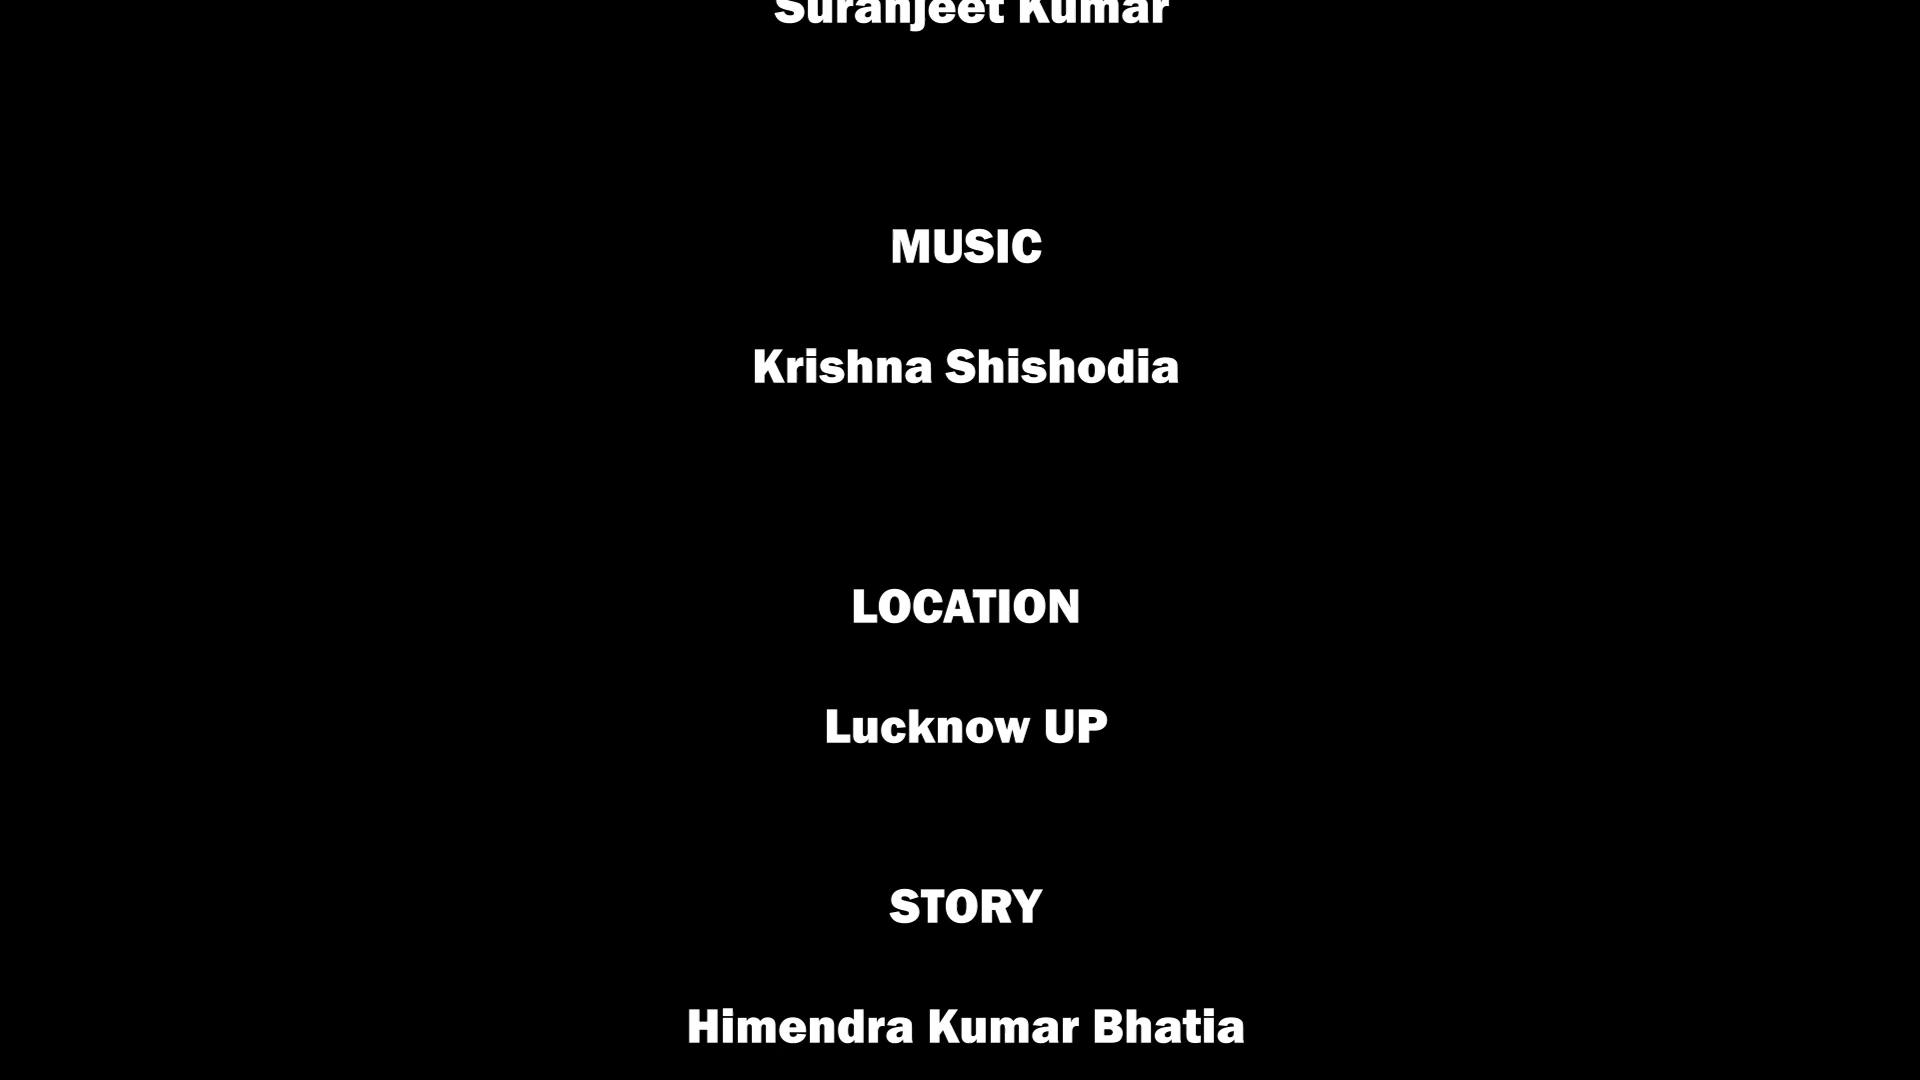 Suranjeet Kumar
MUSIC
Krishna Shishodia
LOCATION
Lucknow UP
STORY
Himendra Kumar Bhatia